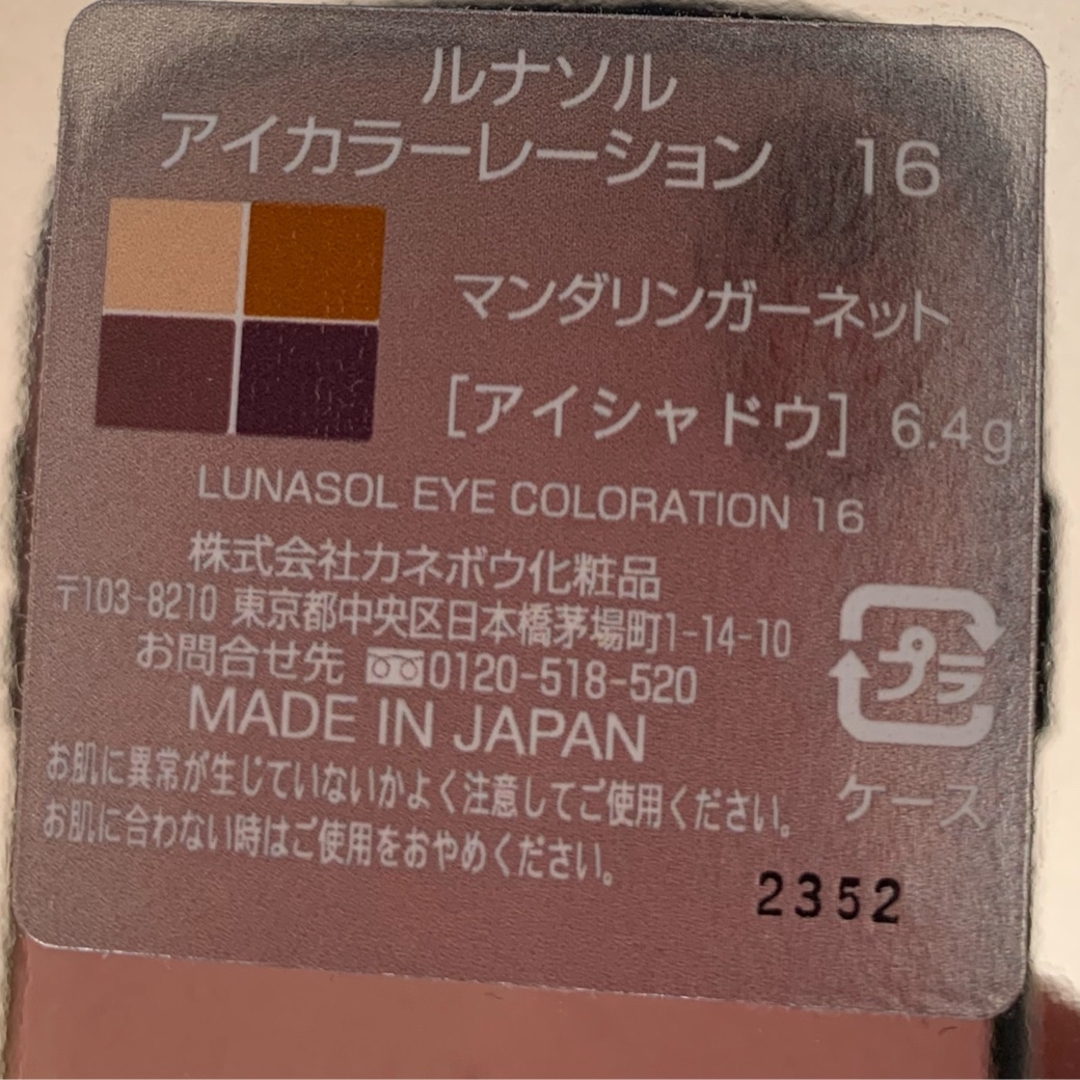 ルナソル
アイカラーレーション 16
マンダリンガーネット
[アイシャドウ] 6.4g
LUNASOL EYE COLORATION 16
株式会社カネボウ化粧品
〒103-8210 東京都中央区日本橋茅場町1-14-10
お問合せ先 0120-518-520
MADE IN JAPAN
プラ
ケース
お肌に異常が生じていないかよく注意してご使用ください。
お肌に合わない時はご使用をおやめください。
2352